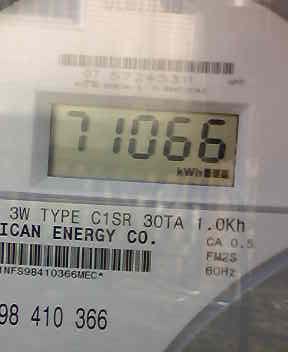 71066
kWh
3W TYPE C1SR 30TA 1.0Kh
ICAN ENERGY CO.
CA 0.5
FM2S
60Hz
NFS98410366MEC*
98 410 366